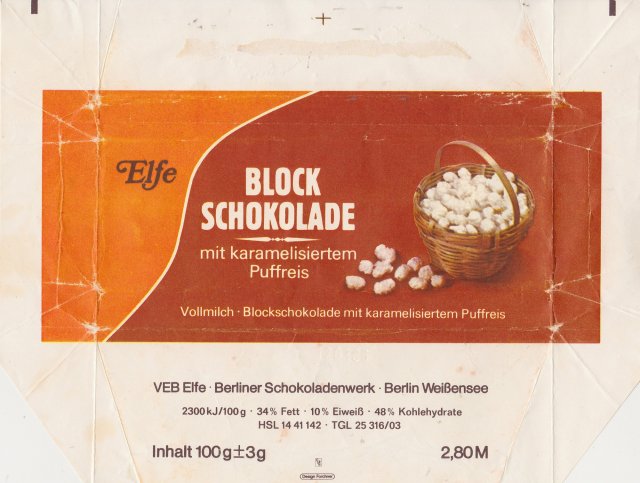 Elfe
BLOCK
SCHOKOLADE
mit karamelisiertem
Puffreis
Vollmilch · Blockschokolade mit karamelisiertem Puffreis
VEB Elfe · Berliner Schokoladenwerk · Berlin Weißensee
2300 kJ/100 g · 34% Fett · 10% Eiweiß · 48% Kohlehydrate
HSL 14 41 142 · TGL 25 316/03
Inhalt 100 g ± 3 g
2,80 M
Design Forchner